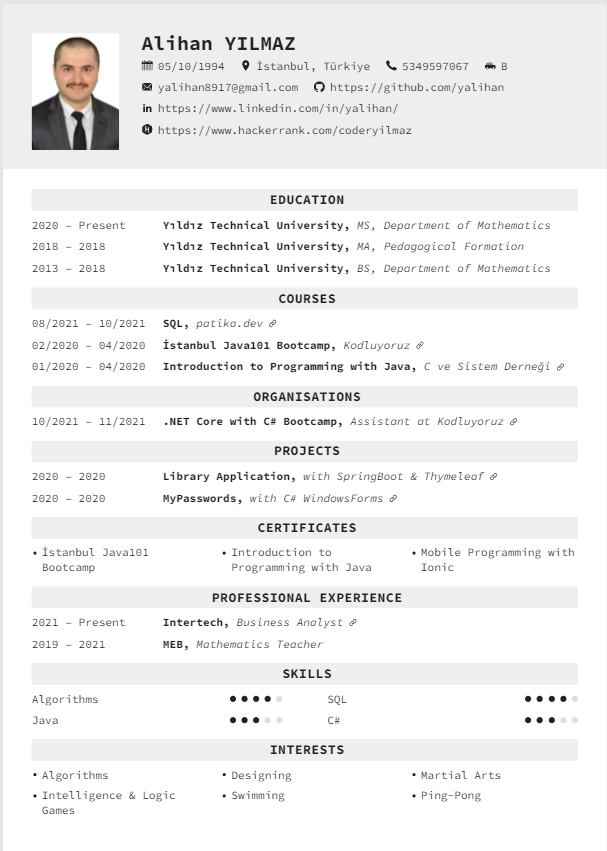 Alihan YILMAZ
05/10/1994 İstanbul, Türkiye 5349597067 B
yalihan8917@gmail.com https://github.com/yalihan
in https://www.linkedin.com/in/yalihan/
https://www.hackerrank.com/coderyilmaz
EDUCATION
2020 – Present Yıldız Technical University, MS, Department of Mathematics
2018 – 2018 Yıldız Technical University, MA, Pedagogical Formation
2013 – 2018 Yıldız Technical University, BS, Department of Mathematics
COURSES
08/2021 – 10/2021 SQL, patika.dev
02/2020 – 04/2020 İstanbul Java101 Bootcamp, Kodluyoruz
01/2020 – 04/2020 Introduction to Programming with Java, C ve Sistem Derneği
ORGANISATIONS
10/2021 – 11/2021 .NET Core with C# Bootcamp, Assistant at Kodluyoruz
PROJECTS
2020 – 2020 Library Application, with SpringBoot & Thymeleaf
2020 – 2020 MyPasswords, with C# WindowsForms
CERTIFICATES
• İstanbul Java101 • Introduction to • Mobile Programming with
Bootcamp Programming with Java Ionic
PROFESSIONAL EXPERIENCE
2021 – Present Intertech, Business Analyst
2019 – 2021 MEB, Mathematics Teacher
SKILLS
Algorithms SQL
Java C#
INTERESTS
• Algorithms • Designing • Martial Arts
• Intelligence & Logic • Swimming • Ping-Pong
Games